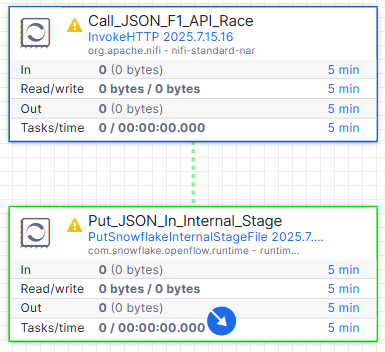 Call_JSON_F1_API_Race
InvokeHTTP 2025.7.15.16
org.apache.nifi - nifi-standard-nar
In 0 (0 bytes) 5 min
Read/write 0 bytes / 0 bytes 5 min
Out 0 (0 bytes) 5 min
Tasks/time 0 / 00:00:00.000 5 min
Put_JSON_In_Internal_Stage
PutSnowflakeInternalStageFile 2025.7....
com.snowflake.openflow.runtime - runtim...
In 0 (0 bytes) 5 min
Read/write 0 bytes / 0 bytes 5 min
Out 0 (0 bytes) 5 min
Tasks/time 0 / 00:00:00.000 5 min